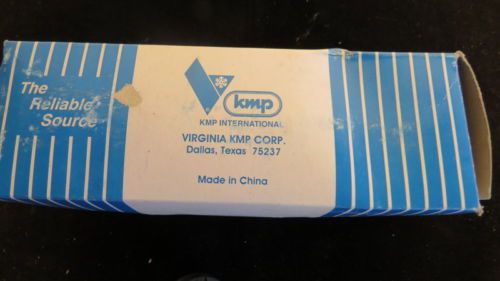 The
Reliable
Source
kmp
KMP INTERNATIONAL
VIRGINIA KMP CORP.
Dallas, Texas 75237
Made in China